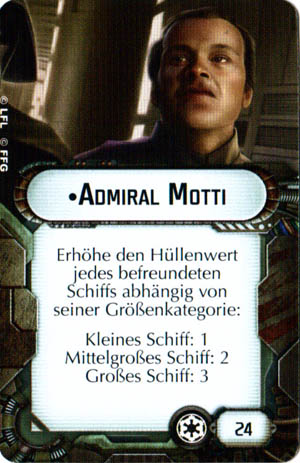 © LFL © FFG
•ADMIRAL MOTTI
Erhöhe den Hüllenwert
jedes befreundeten
Schiffs abhängig von
seiner Größenkategorie:
Kleines Schiff: 1
Mittelgroßes Schiff: 2
Großes Schiff: 3
24